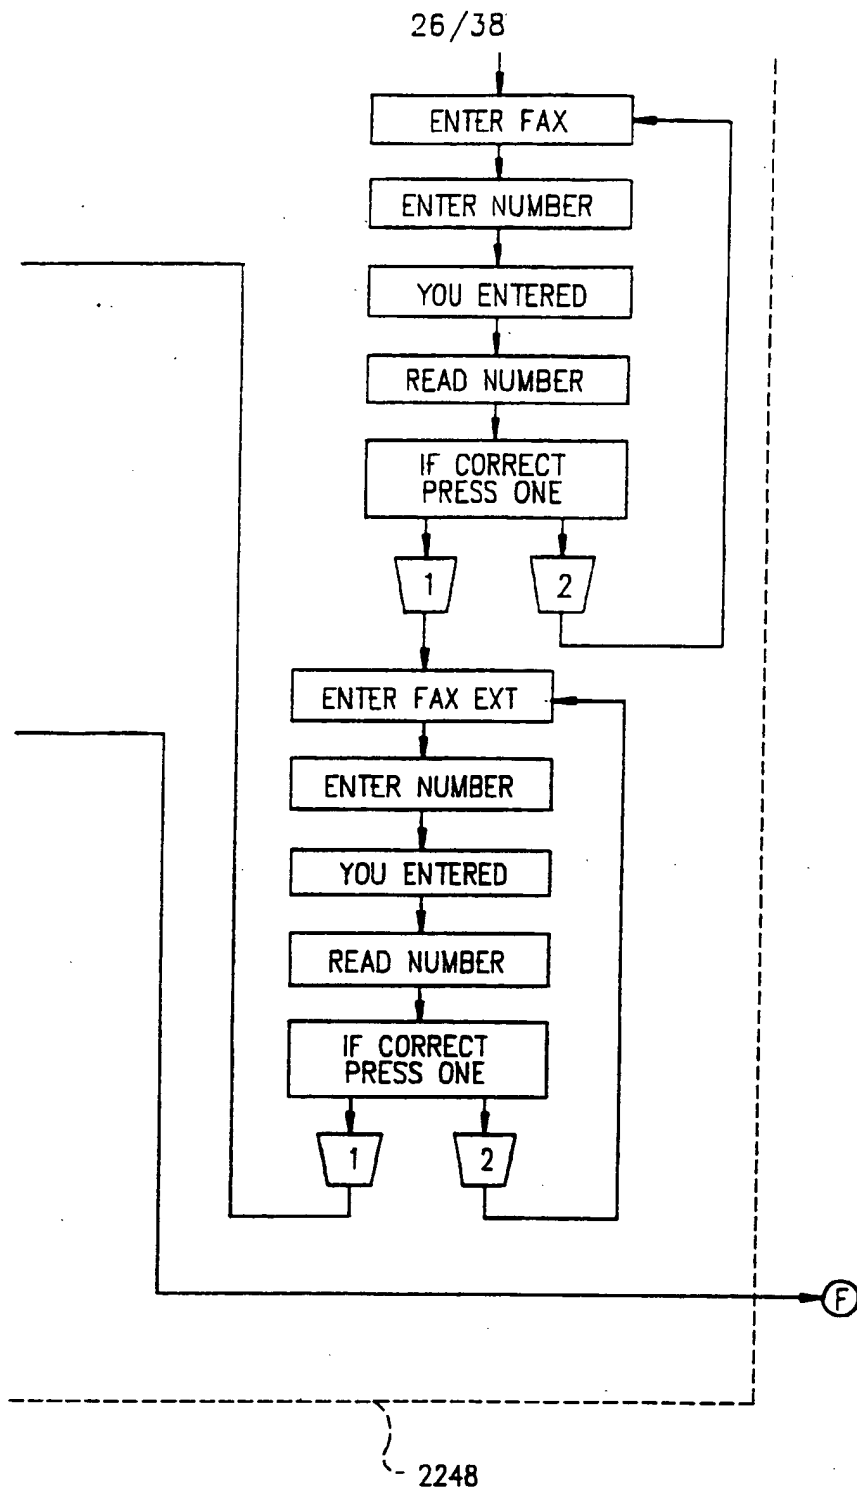 26/38
ENTER FAX
ENTER NUMBER
YOU ENTERED
READ NUMBER
IF CORRECT
PRESS ONE
1
2
ENTER FAX EXT
ENTER NUMBER
YOU ENTERED
READ NUMBER
IF CORRECT
PRESS ONE
1
2
F
2248